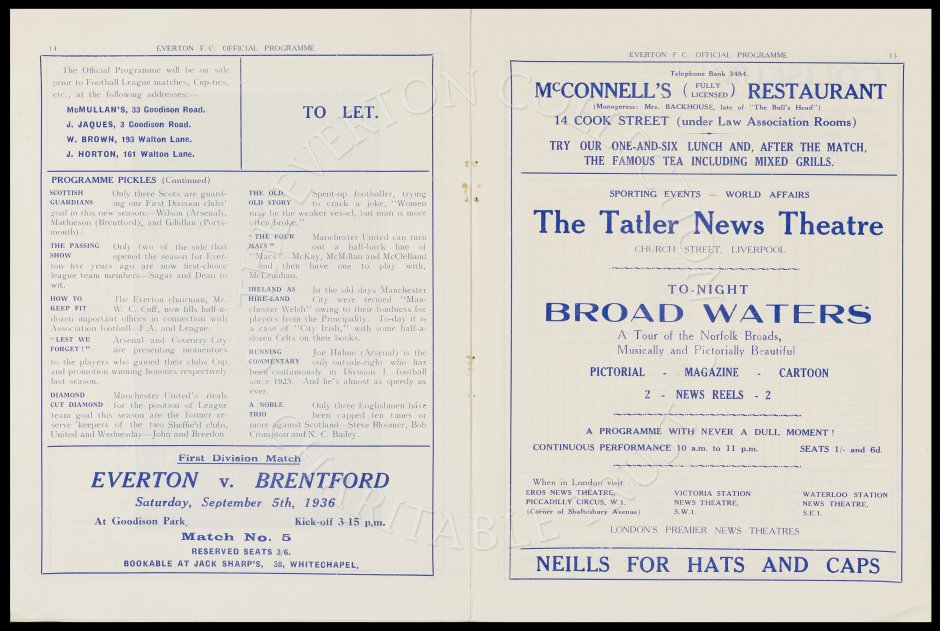 14
EVERTON F.C. OFFICIAL PROGRAMME
The Official Programme will be on sale
prior to Football League matches, Cup-ties,
etc., at the following addresses:—
McMULLAN'S, 33 Goodison Road.
J. JAQUES, 3 Goodison Road.
W. BROWN, 193 Walton Lane.
J. HORTON, 161 Walton Lane.
TO LET.
PROGRAMME PICKLES (Continued)
SCOTTISH GUARDIANS Only three Scots are guard-
ing our First Division clubs'
goal in this new season:—Wilson (Arsenal),
Mathieson (Brentford), and Gilfillan (Ports-
mouth).
THE PASSING SHOW Only two of the side that
opened the season for Ever-
ton five years ago are now first-choice
league team members—Sagar and Dean to
wit.
HOW TO KEEP FIT The Everton chairman, Mr.
W. C. Cuff, now fills half-a-
dozen important offices in connection with
Association football—F.A. and League.
"LEST WE FORGET!" Arsenal and Coventry City
are presenting momentoes
to the players who gained their clubs Cup
and promotion winning honours respectively
last season.
DIAMOND CUT DIAMOND Manchester United's rivals
for the position of League
team goal this season are the former re-
serve 'keepers of the two Sheffield clubs,
United and Wednesday—John and Breedon.
THE OLD, OLD STORY Spent-up footballer, trying
to crack a joke, "Women
may be the weaker vessel, but man is more
often broke."
"THE FOUR MACS" Manchester United can turn
out a half-back line of
"Macs?"—McKay, McMillan and McClelland
—and then have one to play with,
McLenahan.
IRELAND AS HIRE-LAND In the old days Manchester
City were termed "Man-
chester Welsh" owing to their fondness for
players from the Principality. To-day it is
a case of "City Irish," with some half-a-
dozen Celts on their books.
RUNNING COMMENTARY Joe Hulme (Arsenal) is the
only outside-right who has
been continuously in Division I. football
since 1923. And he's almost as speedy as
ever.
A NOBLE TRIO Only three Englishmen have
been capped ten times or
more against Scotland—Steve Bloomer, Bob
Crompton and N. C. Bailey.
First Division Match
EVERTON v. BRENTFORD
Saturday, September 5th, 1936
At Goodison Park. Kick-off 3-15 p.m.
Match No. 5
RESERVED SEATS 3/6.
BOOKABLE AT JACK SHARP'S, 38, WHITECHAPEL.
EVERTON F.C. OFFICIAL PROGRAMME
15
Telephone Bank 3484.
McCONNELL'S (FULLY LICENSED) RESTAURANT
(Manageress: Mrs. BACKHOUSE, late of "The Bull's Head")
14 COOK STREET (under Law Association Rooms)
TRY OUR ONE-AND-SIX LUNCH AND, AFTER THE MATCH,
THE FAMOUS TEA INCLUDING MIXED GRILLS.
SPORTING EVENTS — WORLD AFFAIRS
The Tatler News Theatre
CHURCH STREET, LIVERPOOL
TO-NIGHT
BROAD WATERS
A Tour of the Norfolk Broads,
Musically and Pictorially Beautiful
PICTORIAL - MAGAZINE - CARTOON
2 - NEWS REELS - 2
A PROGRAMME WITH NEVER A DULL MOMENT!
CONTINUOUS PERFORMANCE 10 a.m. to 11 p.m. SEATS 1/- and 6d.
When in London visit . .
EROS NEWS THEATRE,
PICCADILLY CIRCUS, W.1.
(Corner of Shaftesbury Avenue)
VICTORIA STATION
NEWS THEATRE,
S.W.1.
WATERLOO STATION
NEWS THEATRE,
S.E.1.
LONDON'S PREMIER NEWS THEATRES
NEILLS FOR HATS AND CAPS